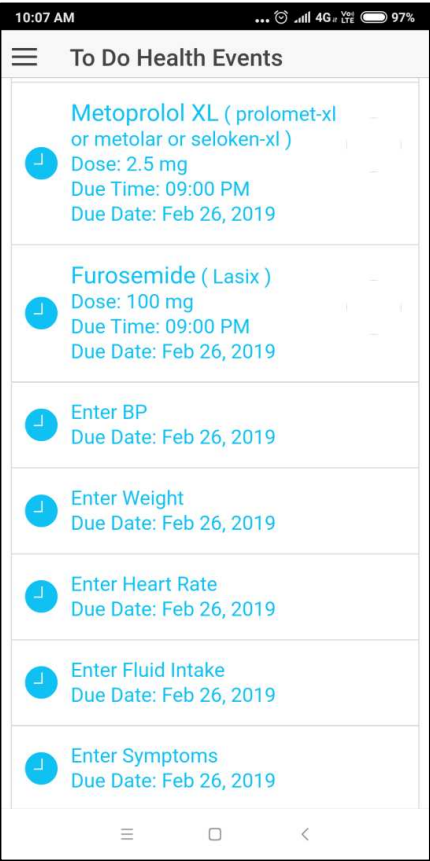 10:07 AM ... 4G Vo) LTE 97%
To Do Health Events
Metoprolol XL ( prolomet-xl
or metolar or seloken-xl )
Dose: 2.5 mg
Due Time: 09:00 PM
Due Date: Feb 26, 2019
Furosemide ( Lasix )
Dose: 100 mg
Due Time: 09:00 PM
Due Date: Feb 26, 2019
Enter BP
Due Date: Feb 26, 2019
Enter Weight
Due Date: Feb 26, 2019
Enter Heart Rate
Due Date: Feb 26, 2019
Enter Fluid Intake
Due Date: Feb 26, 2019
Enter Symptoms
Due Date: Feb 26, 2019